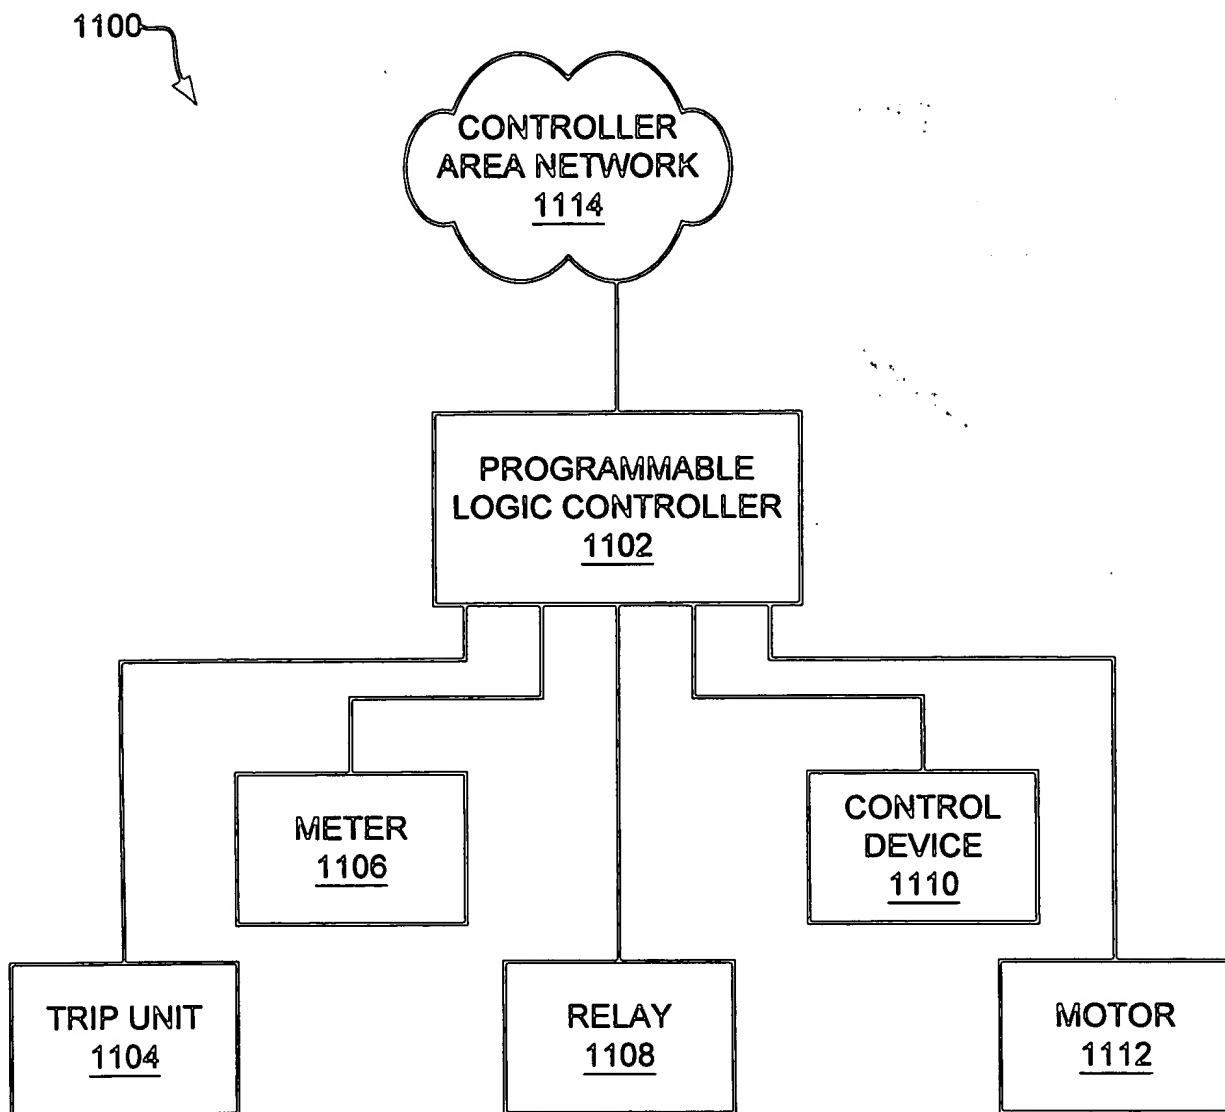 1100
CONTROLLER
AREA NETWORK
1114
PROGRAMMABLE
LOGIC CONTROLLER
1102
METER
1106
CONTROL
DEVICE
1110
TRIP UNIT
1104
RELAY
1108
MOTOR
1112